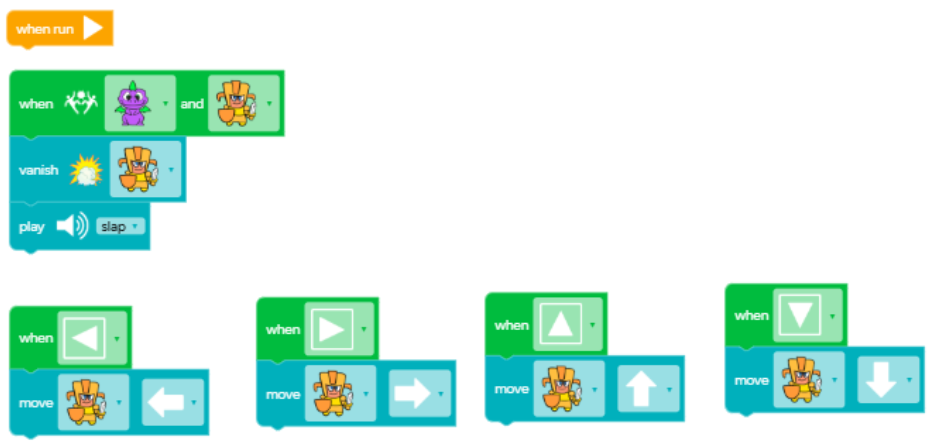 when run
when and
vanish
play slap
when
move
when
move
when
move
when
move